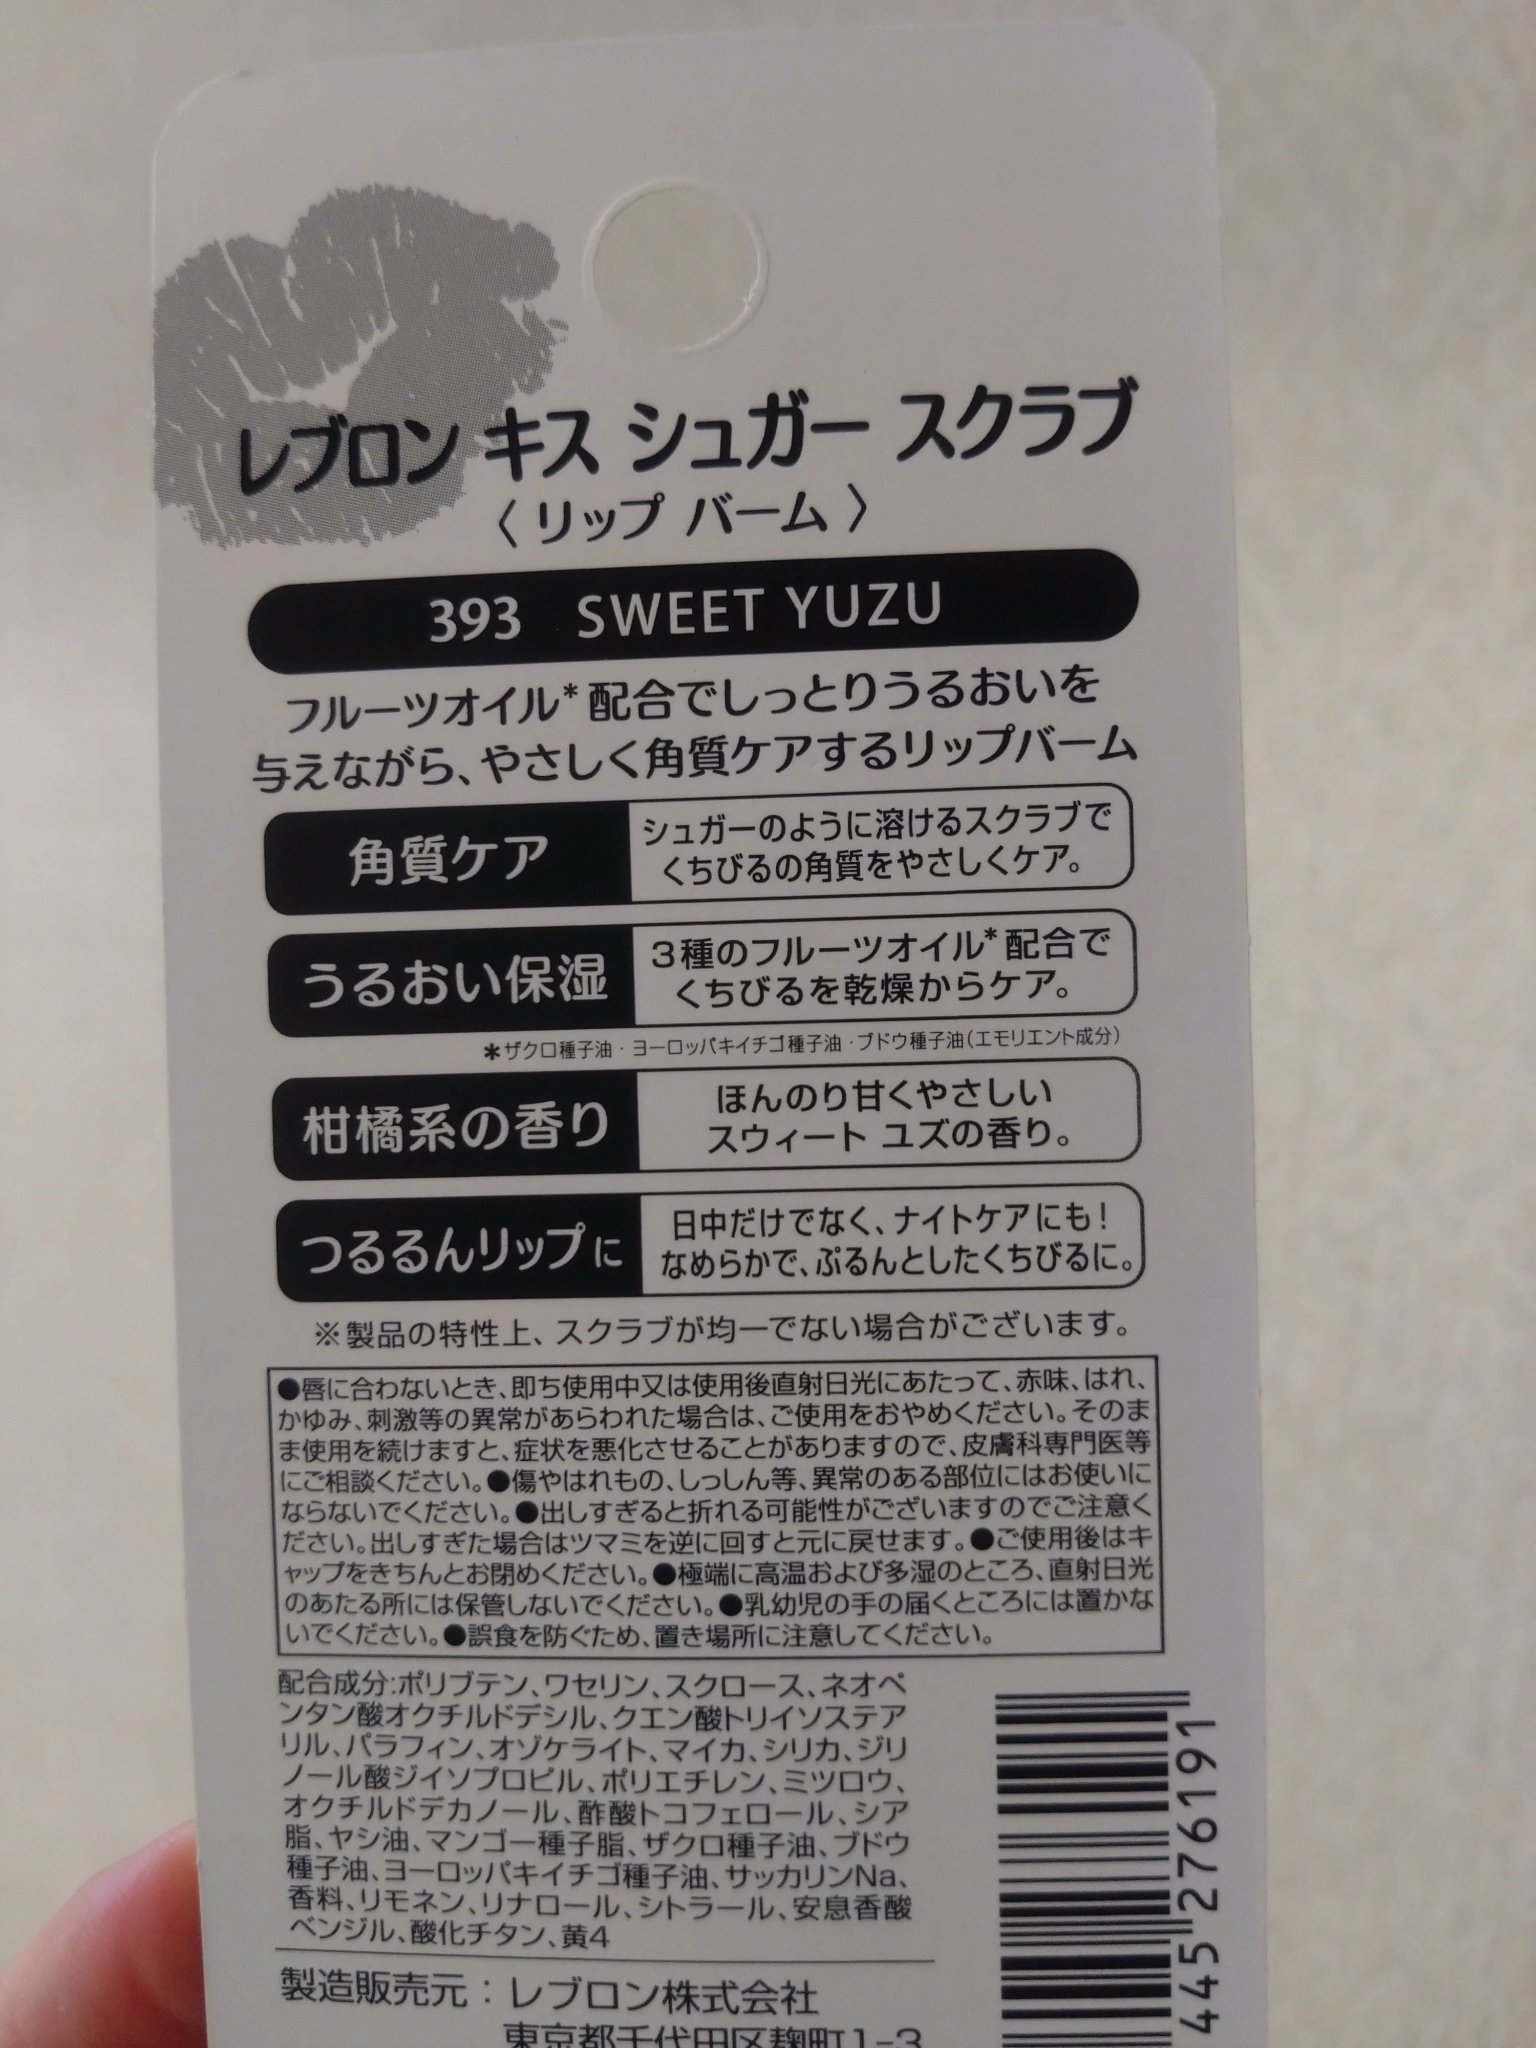 レブロン キス シュガー スクラブ
〈 リップ バーム 〉
393 SWEET YUZU
フルーツオイル*配合でしっとりうるおいを
与えながら、やさしく角質ケアするリップバーム
角質ケア
シュガーのように溶けるスクラブで
くちびるの角質をやさしくケア。
うるおい保湿
3種のフルーツオイル*配合で
くちびるを乾燥からケア。
*ザクロ種子油・ヨーロッパキイチゴ種子油・ブドウ種子油(エモリエント成分)
柑橘系の香り
ほんのり甘くやさしい
スウィート ユズの香り。
つるるんリップに
日中だけでなく、ナイトケアにも!
なめらかで、ぷるんとしたくちびるに。
※製品の特性上、スクラブが均一でない場合がございます。
●唇に合わないとき、即ち使用中又は使用後直射日光にあたって、赤味、はれ、
かゆみ、刺激等の異常があらわれた場合は、ご使用をおやめください。そのま
ま使用を続けますと、症状を悪化させることがありますので、皮膚科専門医等
にご相談ください。●傷やはれもの、しっしん等、異常のある部位にはお使いに
ならないでください。●出しすぎると折れる可能性がございますのでご注意く
ださい。出しすぎた場合はツマミを逆に回すと元に戻せます。●ご使用後はキ
ャップをきちんとお閉めください。●極端に高温および多湿のところ、直射日光
のあたる所には保管しないでください。●乳幼児の手の届くところには置かな
いでください。●誤食を防ぐため、置き場所に注意してください。
配合成分:ポリブテン、ワセリン、スクロース、ネオペ
ンタン酸オクチルドデシル、クエン酸トリイソステア
リル、パラフィン、オゾケライト、マイカ、シリカ、ジリ
ノール酸ジイソプロピル、ポリエチレン、ミツロウ、
オクチルドデカノール、酢酸トコフェロール、シア
脂、ヤシ油、マンゴー種子脂、ザクロ種子油、ブドウ
種子油、ヨーロッパキイチゴ種子油、サッカリンNa、
香料、リモネン、リナロール、シトラール、安息香酸
ベンジル、酸化チタン、黄4
製造販売元:レブロン株式会社
東京都千代田区麹町1-3
445 276191